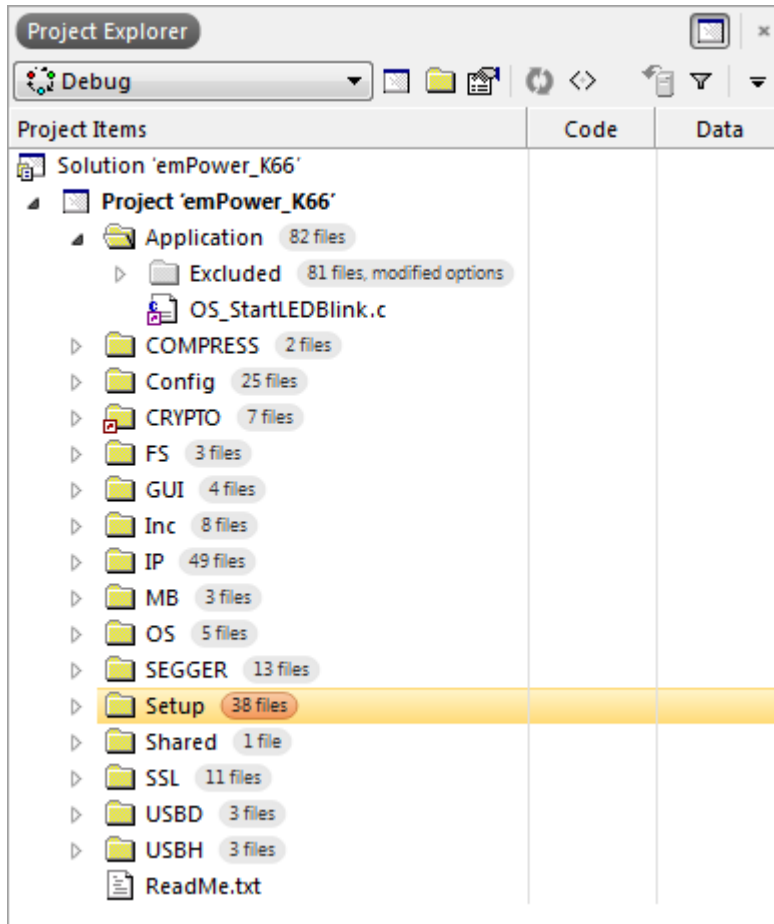 Project Explorer
Debug
Project Items Code Data
Solution 'emPower_K66'
Project 'emPower_K66'
Application 82 files
Excluded 81 files, modified options
OS_StartLEDBlink.c
COMPRESS 2 files
Config 25 files
CRYPTO 7 files
FS 3 files
GUI 4 files
Inc 8 files
IP 49 files
MB 3 files
OS 5 files
SEGGER 13 files
Setup 38 files
Shared 1 file
SSL 11 files
USBD 3 files
USBH 3 files
ReadMe.txt